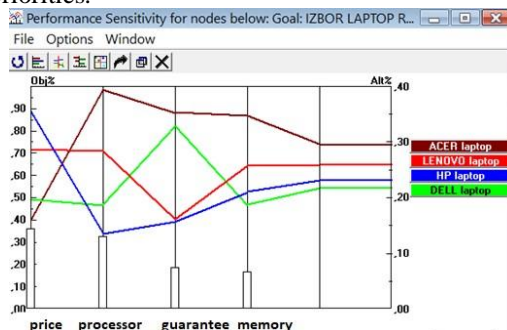 iorities.
Performance Sensitivity for nodes below: Goal: IZBOR LAPTOP R...
File Options Window
Obj% Alt%
,90
,80
,70
,60
,50
,40
,30
,20
,10
,00
,40
,30
,20
,10
,00
ACER laptop
LENOVO laptop
HP laptop
DELL laptop
price processor guarantee memory